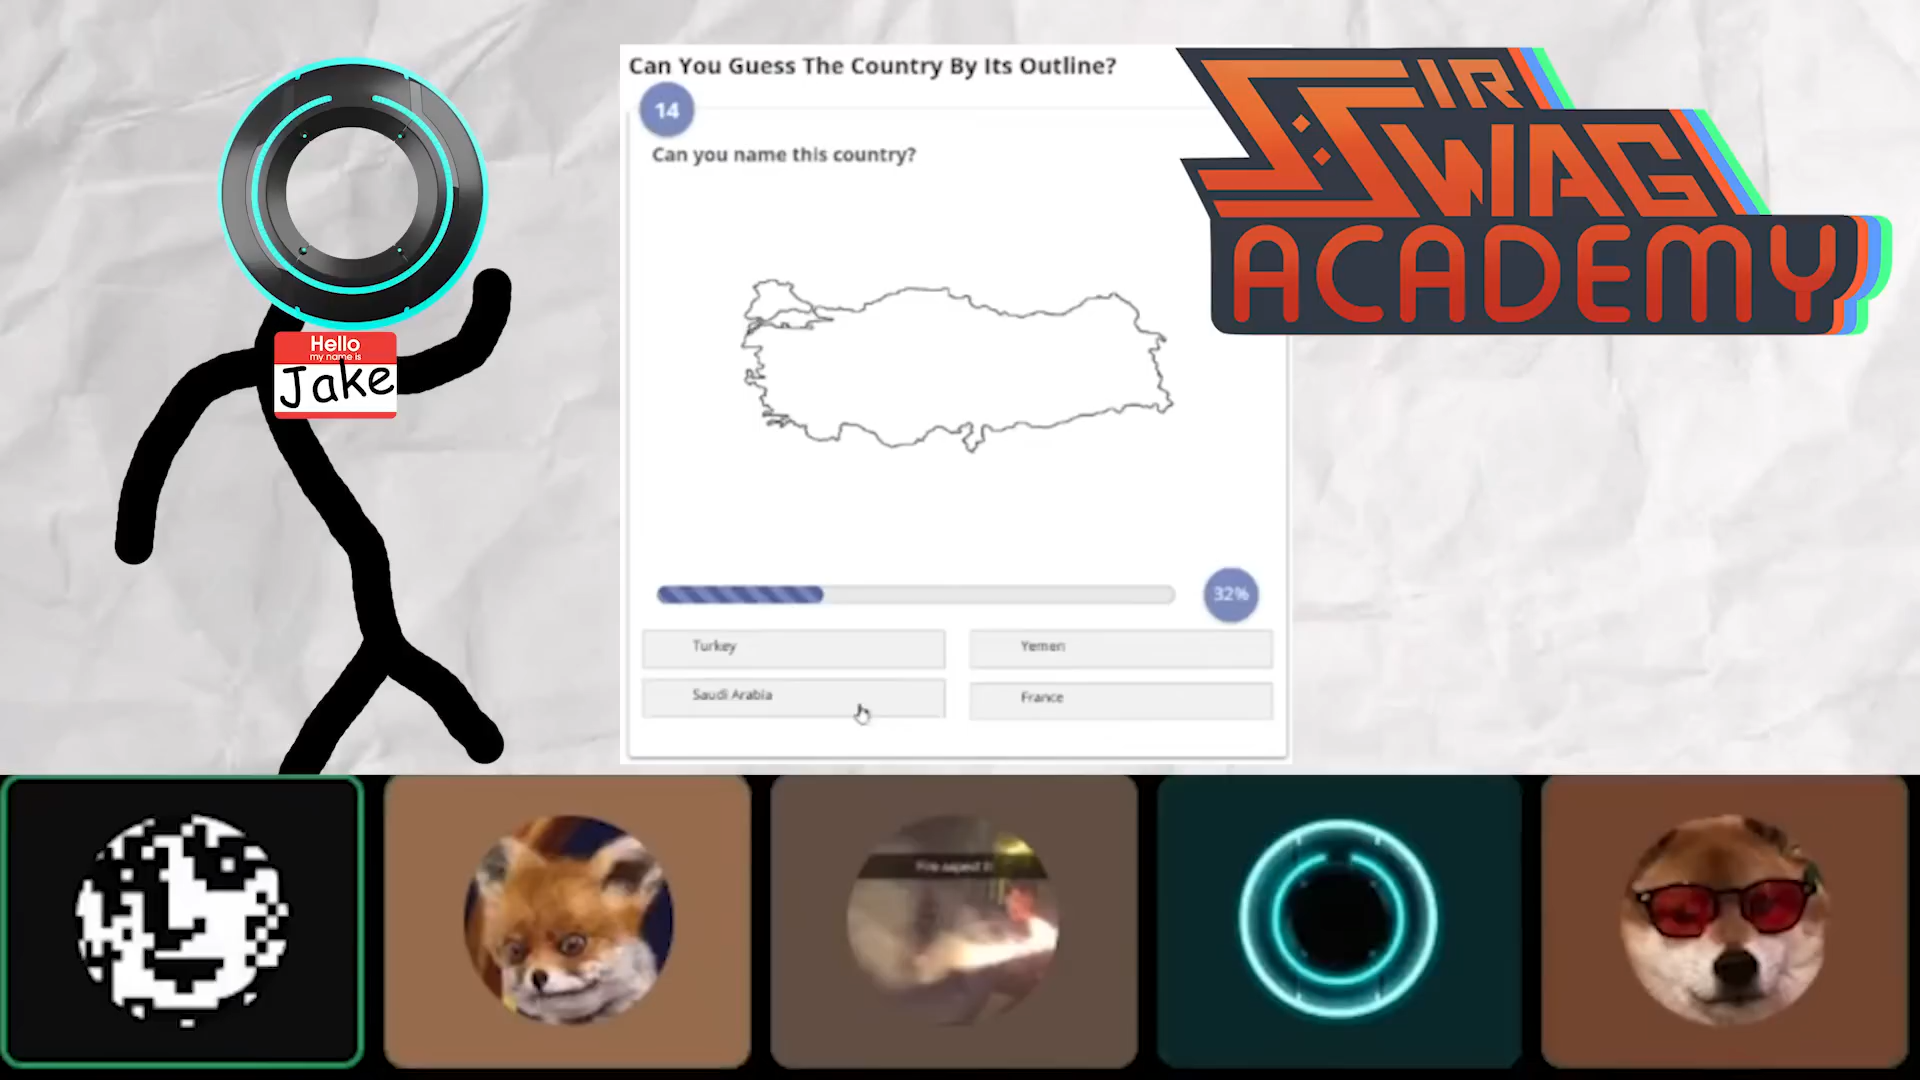 Can You Guess The Country By Its Outline?
14
Can you name this country?
SIR
SWAG
ACADEMY
Hello
my name is
Jake
32%
Turkey
Yemen
Saudi Arabia
France